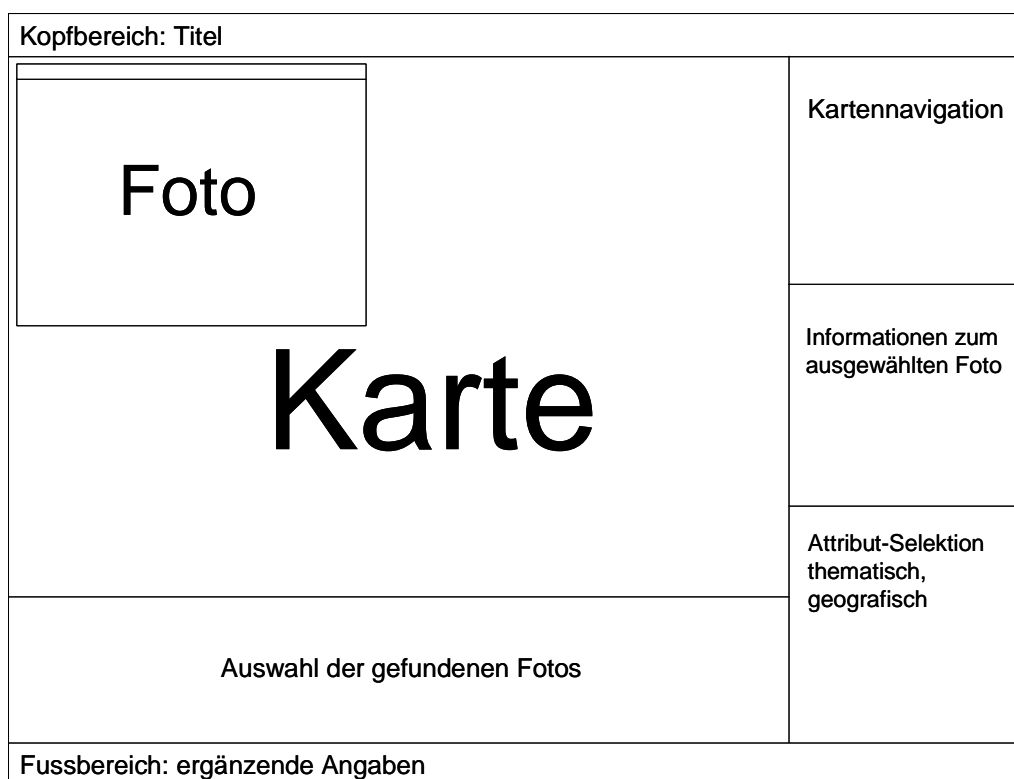 Kopfbereich: Titel
Foto
Karte
Kartennavigation
Informationen zum
ausgewählten Foto
Attribut-Selektion
thematisch,
geografisch
Auswahl der gefundenen Fotos
Fussbereich: ergänzende Angaben